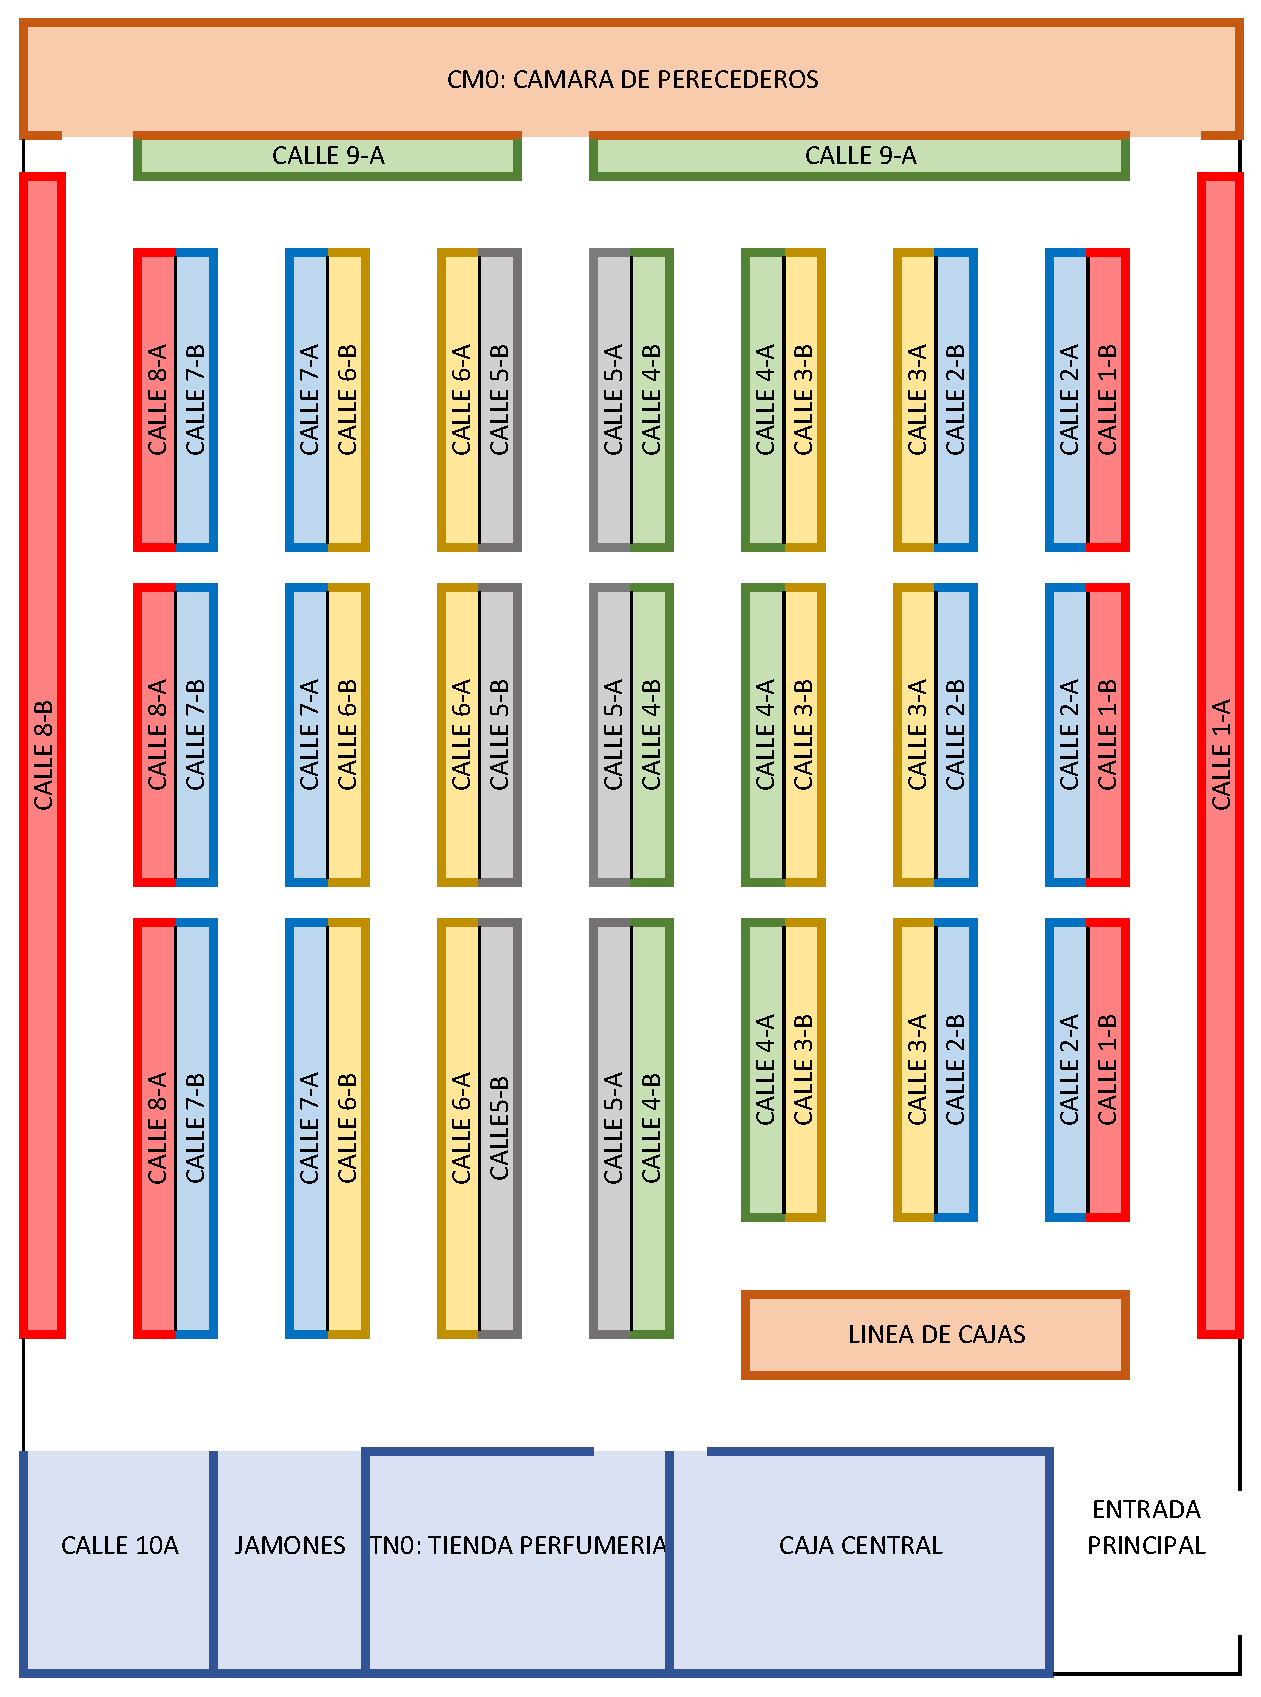 CM0: CAMARA DE PERECEDEROS
CALLE 9-A
CALLE 9-A
CALLE 8-B
CALLE 8-A
CALLE 7-B
CALLE 7-A
CALLE 6-B
CALLE 6-A
CALLE 5-B
CALLE 5-A
CALLE 4-B
CALLE 4-A
CALLE 3-B
CALLE 3-A
CALLE 2-B
CALLE 2-A
CALLE 1-B
CALLE 1-A
CALLE 8-A
CALLE 7-B
CALLE 7-A
CALLE 6-B
CALLE 6-A
CALLE 5-B
CALLE 5-A
CALLE 4-B
CALLE 4-A
CALLE 3-B
CALLE 3-A
CALLE 2-B
CALLE 2-A
CALLE 1-B
CALLE 8-A
CALLE 7-B
CALLE 7-A
CALLE 6-B
CALLE 6-A
CALLE5-B
CALLE 5-A
CALLE 4-B
CALLE 4-A
CALLE 3-B
CALLE 3-A
CALLE 2-B
CALLE 2-A
CALLE 1-B
LINEA DE CAJAS
CALLE 10A
JAMONES
TN0: TIENDA PERFUMERIA
CAJA CENTRAL
ENTRADA
PRINCIPAL